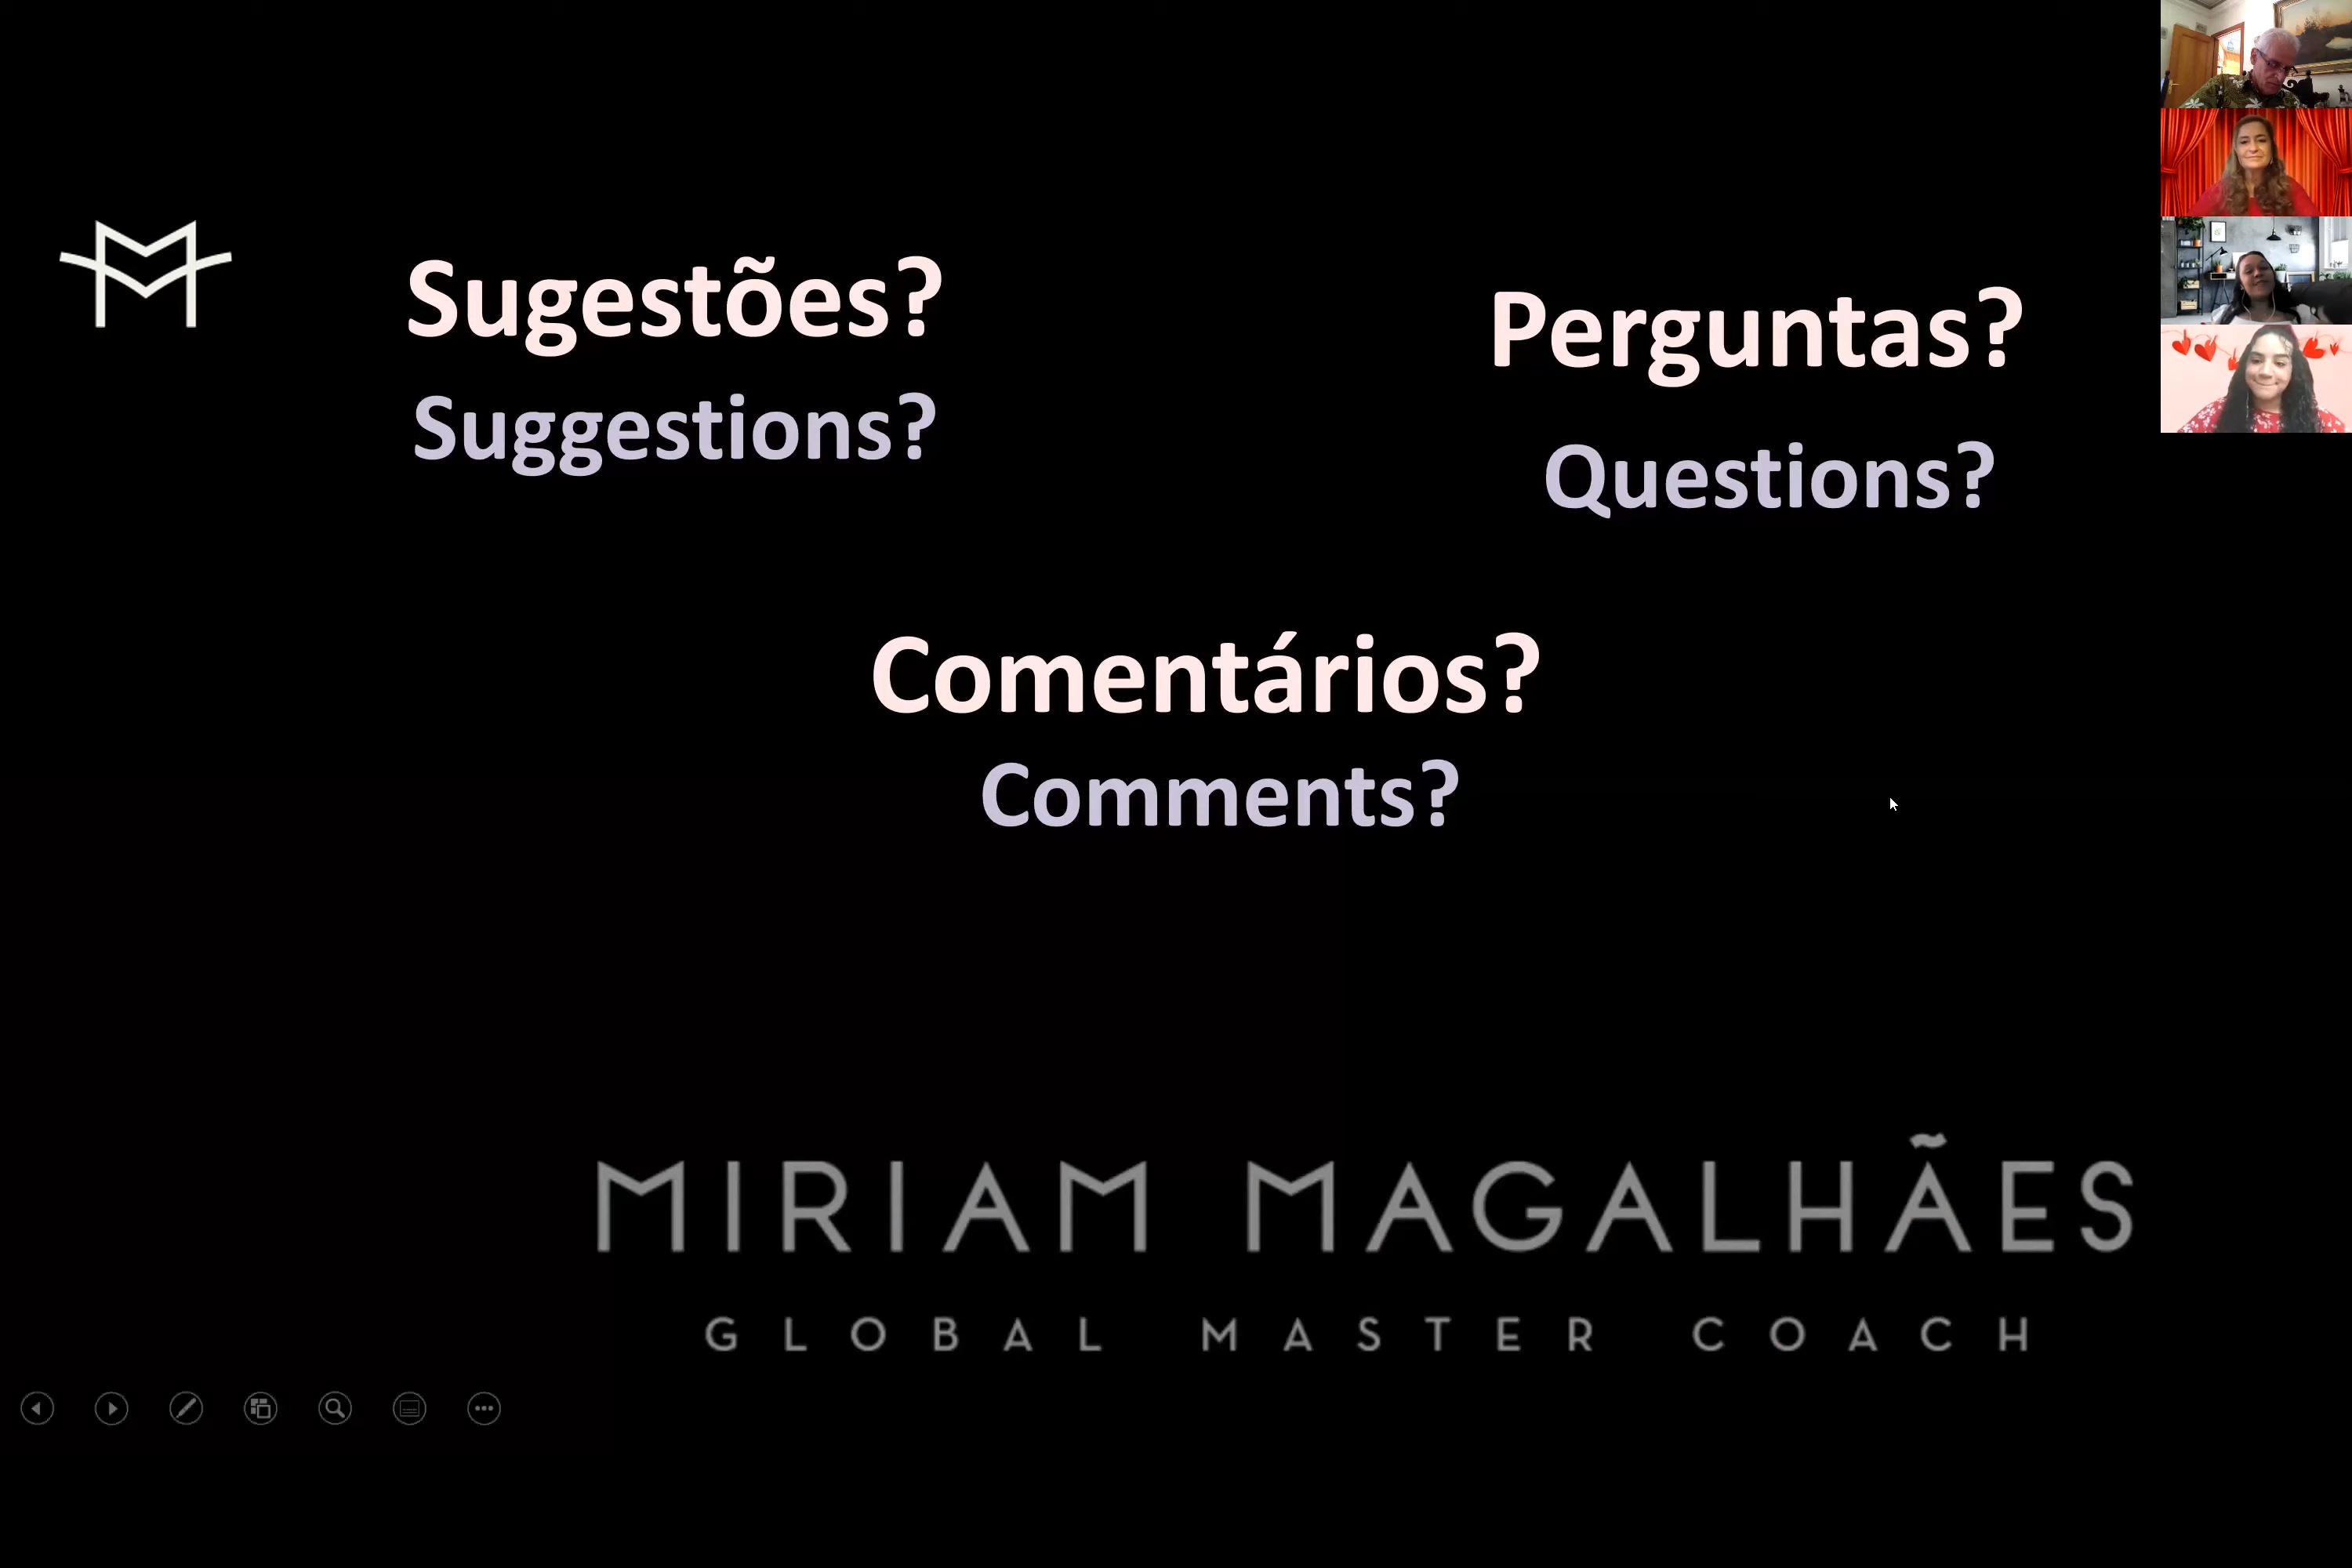 Sugestões?
Suggestions?
Perguntas?
Questions?
Comentários?
Comments?
MIRIAM MAGALHÃES
GLOBAL MASTER COACH